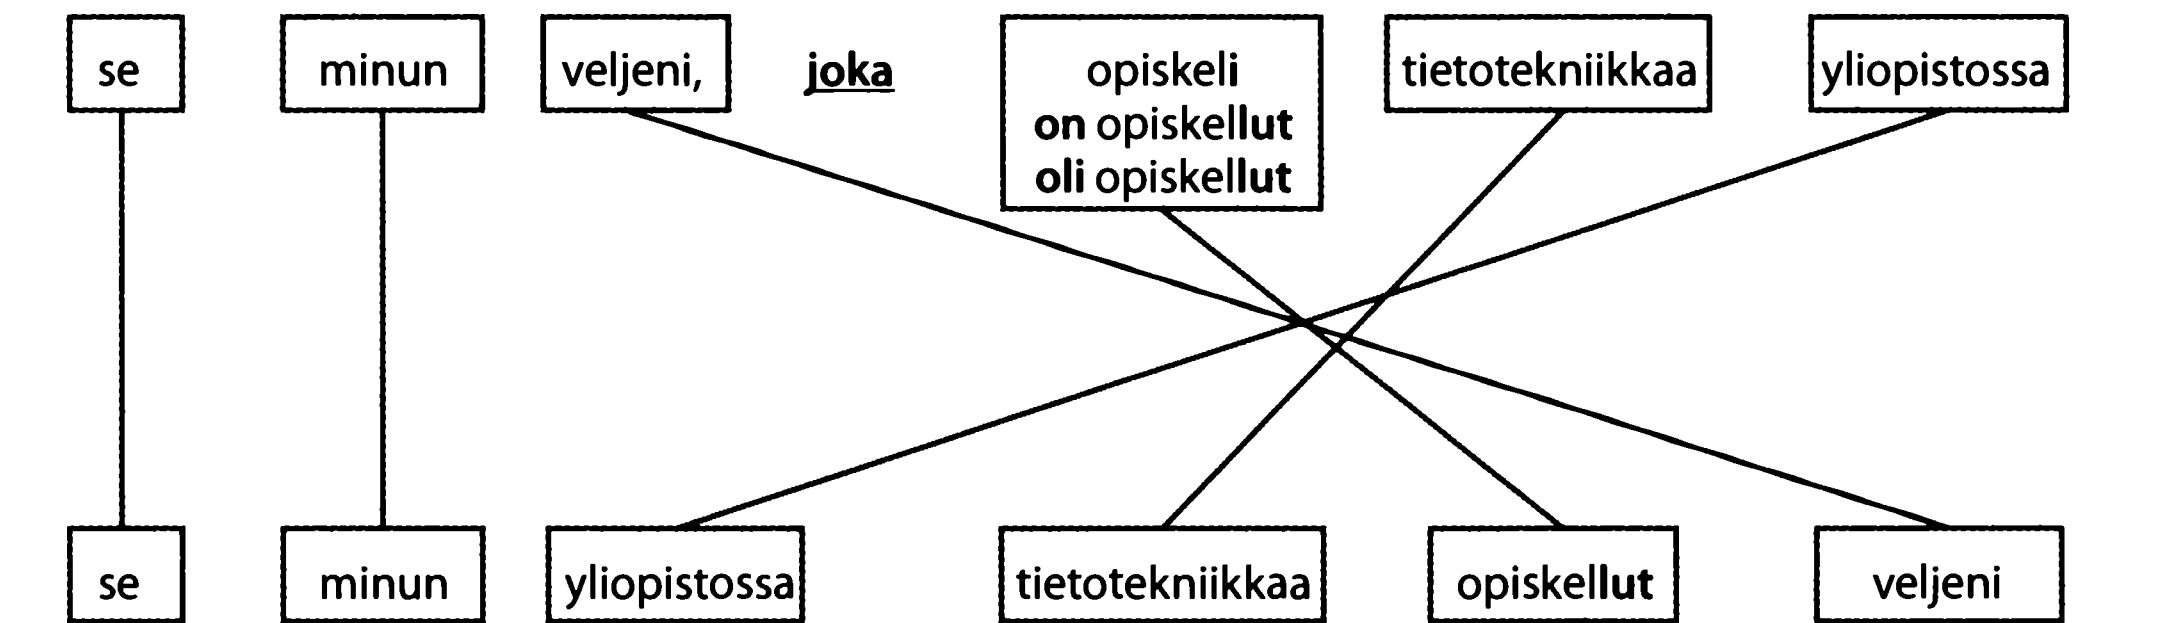 se minun veljeni, joka opiskeli tietotekniikkaa yliopistossa
on opiskellut
oli opiskellut
se minun yliopistossa tietotekniikkaa opiskellut veljeni